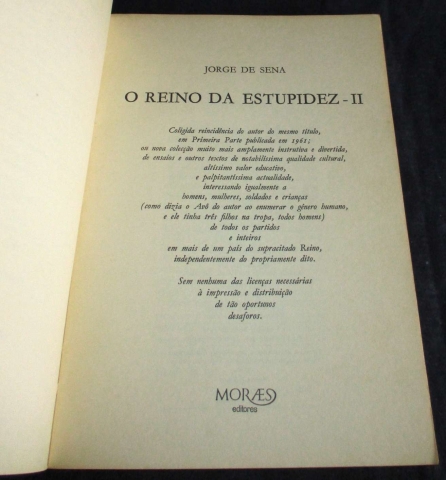 JORGE DE SENA
O REINO DA ESTUPIDEZ - II
Coligida reincidência do autor do mesmo título,
em Primeira Parte publicada em 1961;
ou nova colecção muito mais amplamente instrutiva e divertida,
de ensaios e outros textos de notabilíssima qualidade cultural,
altíssimo valor educativo,
e palpitantíssima actualidade,
interessando igualmente a
homens, mulheres, soldados e crianças
(como dizia o Avô do autor ao enumerar o género humano,
e ele tinha três filhos na tropa, todos homens)
de todos os partidos
e inteiros
em mais de um país do supracitado Reino,
independentemente do propriamente dito.
Sem nenhuma das licenças necessárias
à impressão e distribuição
de tão oportunos
desaforos.
MORÆS
editores